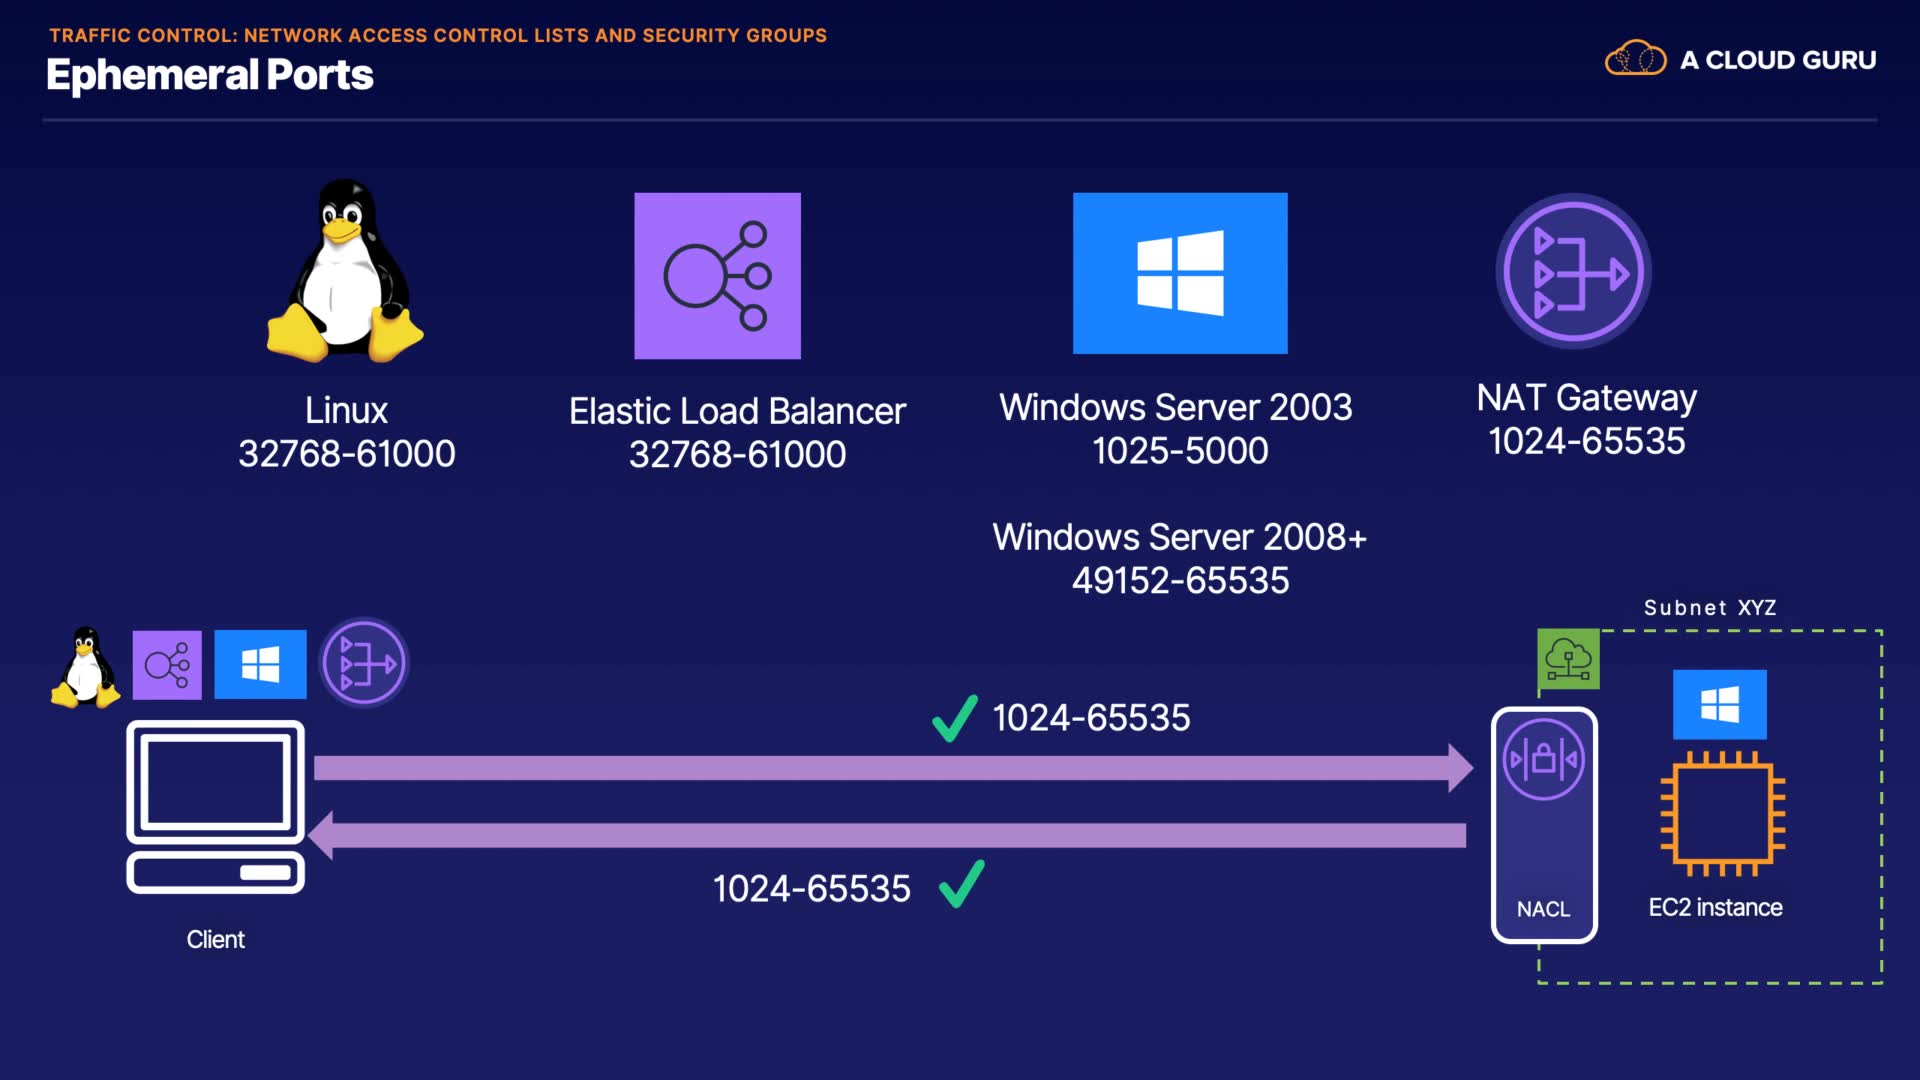 TRAFFIC CONTROL: NETWORK ACCESS CONTROL LISTS AND SECURITY GROUPS
Ephemeral Ports
A CLOUD GURU
Linux
32768-61000
Elastic Load Balancer
32768-61000
Windows Server 2003
1025-5000
NAT Gateway
1024-65535
Windows Server 2008+
49152-65535
Subnet XYZ
1024-65535
1024-65535
NACL
EC2 instance
Client